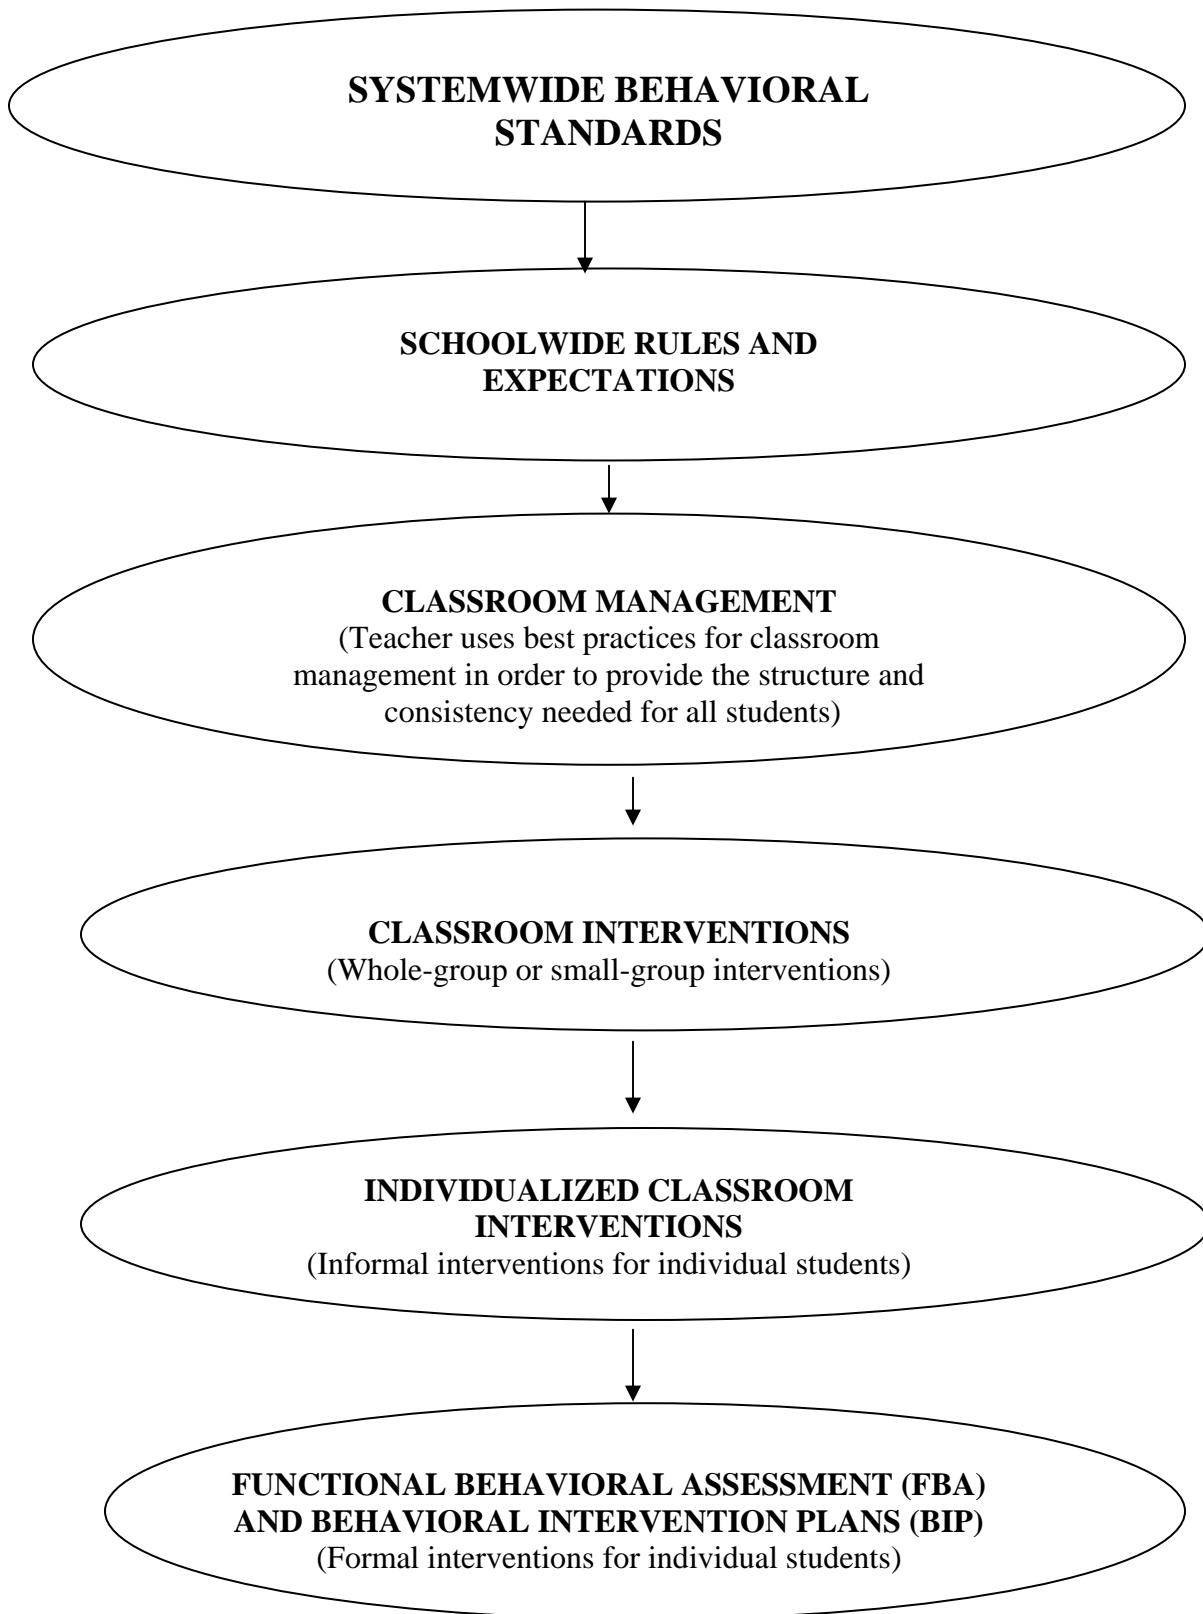 SYSTEMWIDE BEHAVIORAL
STANDARDS
SCHOOLWIDE RULES AND
EXPECTATIONS
CLASSROOM MANAGEMENT
(Teacher uses best practices for classroom
management in order to provide the structure and
consistency needed for all students)
CLASSROOM INTERVENTIONS
(Whole-group or small-group interventions)
INDIVIDUALIZED CLASSROOM
INTERVENTIONS
(Informal interventions for individual students)
FUNCTIONAL BEHAVIORAL ASSESSMENT (FBA)
AND BEHAVIORAL INTERVENTION PLANS (BIP)
(Formal interventions for individual students)